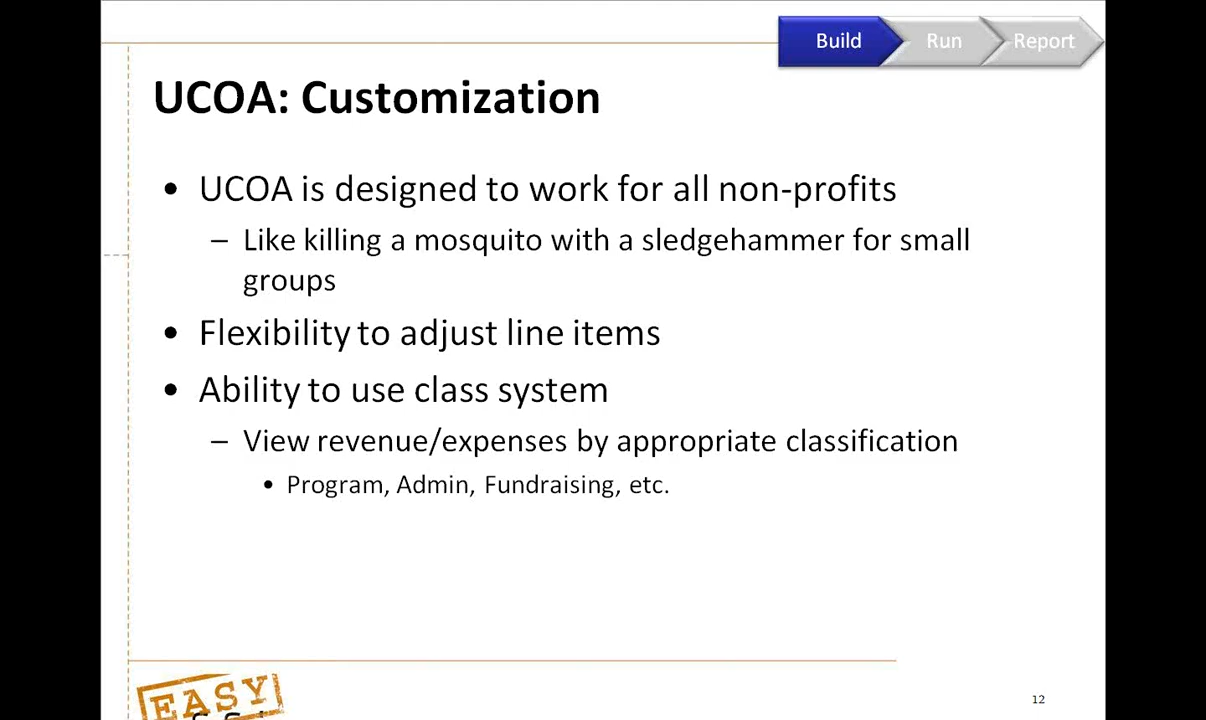 Build Run Report
UCOA: Customization
• UCOA is designed to work for all non-profits
– Like killing a mosquito with a sledgehammer for small
groups
• Flexibility to adjust line items
• Ability to use class system
– View revenue/expenses by appropriate classification
• Program, Admin, Fundraising, etc.
EASY
12